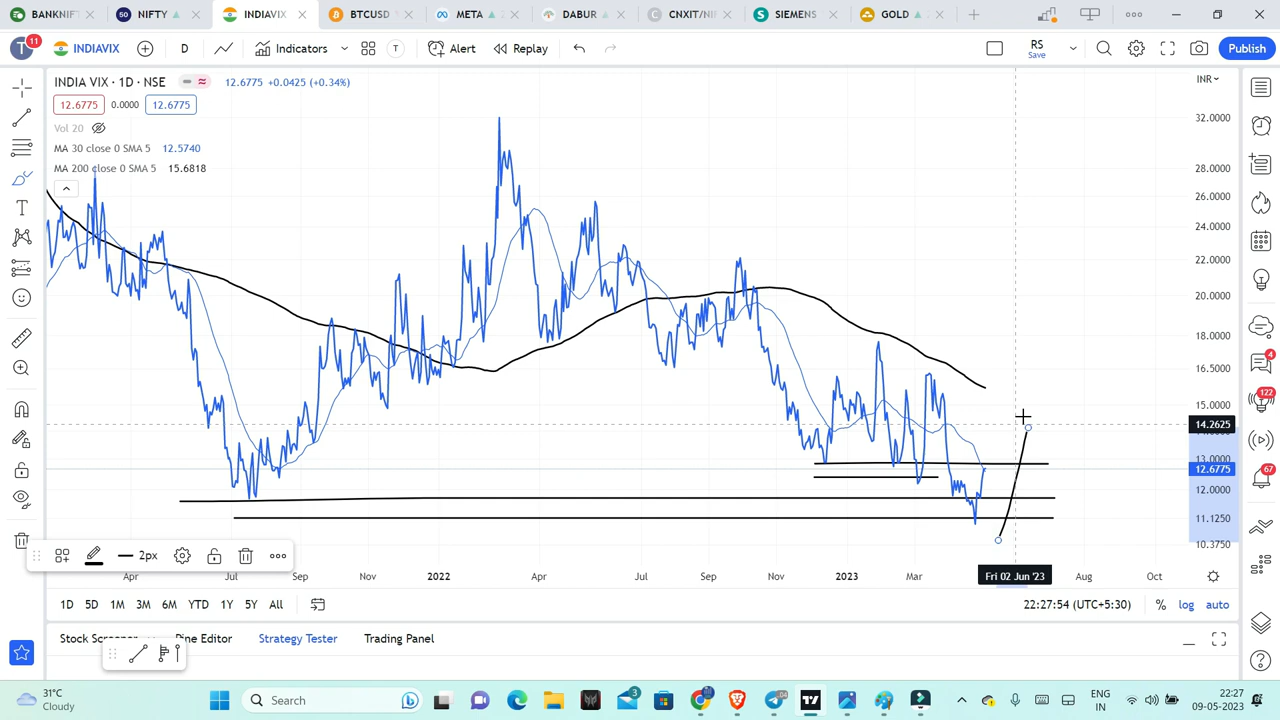 BANKNIF
50 NIFTY
INDIAVIX
BTCUSD
META
DABUR
CNXIT/NI
SIEMENS
GOLD
T 11 INDIAVIX D Indicators T Alert Replay RS Save Publish
INDIA VIX · 1D · NSE 12.6775 +0.0425 (+0.34%)
12.6775 0.0000 12.6775
Vol 20
MA 30 close 0 SMA 5 12.5740
MA 200 close 0 SMA 5 15.6818
INR
32.0000
28.0000
26.0000
24.0000
22.0000
20.0000
18.0000
16.5000
15.0000
14.2625
13.0000
12.6775
12.0000
11.1250
10.3750
4
122
67
2px
Apr Jul Sep Nov 2022 Apr Jul Sep Nov 2023 Mar Fri 02 Jun '23 Aug Oct
1D 5D 1M 3M 6M YTD 1Y 5Y All 22:27:54 (UTC+5:30) % log auto
Stock Screener Pine Editor Strategy Tester Trading Panel
31°C
Cloudy
Search
3
ENG
IN
22:27
09-05-2023